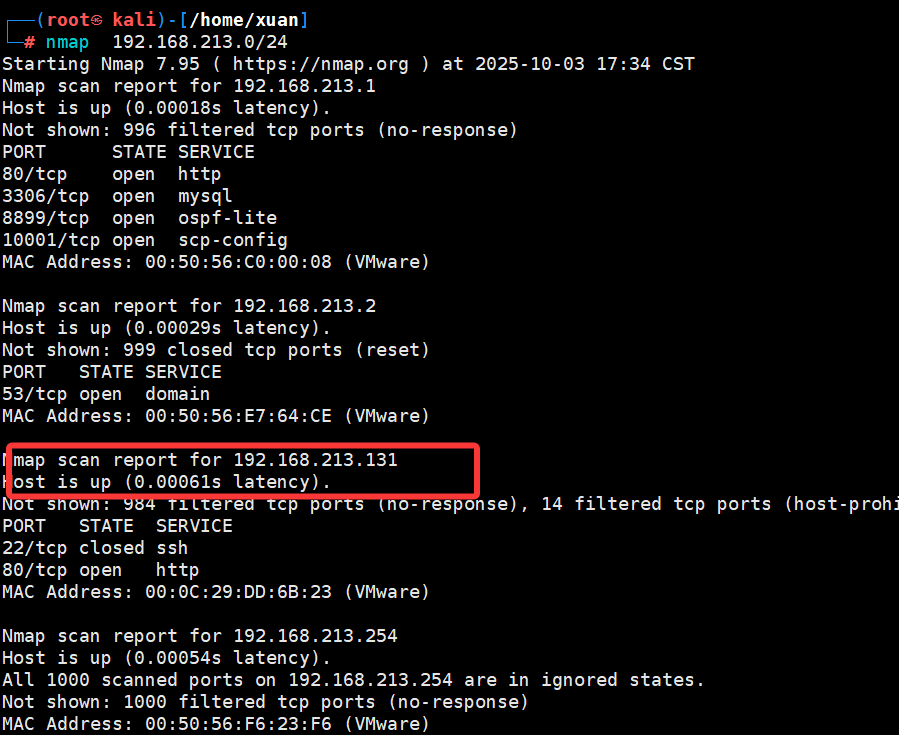 ┌──(root㉿ kali)-[/home/xuan]
└─# nmap  192.168.213.0/24
Starting Nmap 7.95 ( https://nmap.org ) at 2025-10-03 17:34 CST
Nmap scan report for 192.168.213.1
Host is up (0.00018s latency).
Not shown: 996 filtered tcp ports (no-response)
PORT      STATE SERVICE
80/tcp    open  http
3306/tcp  open  mysql
8899/tcp  open  ospf-lite
10001/tcp open  scp-config
MAC Address: 00:50:56:C0:00:08 (VMware)

Nmap scan report for 192.168.213.2
Host is up (0.00029s latency).
Not shown: 999 closed tcp ports (reset)
PORT   STATE SERVICE
53/tcp open  domain
MAC Address: 00:50:56:E7:64:CE (VMware)

Nmap scan report for 192.168.213.131
Host is up (0.00061s latency).
Not shown: 984 filtered tcp ports (no-response), 14 filtered tcp ports (host-prohi
PORT   STATE  SERVICE
22/tcp closed ssh
80/tcp open   http
MAC Address: 00:0C:29:DD:6B:23 (VMware)

Nmap scan report for 192.168.213.254
Host is up (0.00054s latency).
All 1000 scanned ports on 192.168.213.254 are in ignored states.
Not shown: 1000 filtered tcp ports (no-response)
MAC Address: 00:50:56:F6:23:F6 (VMware)